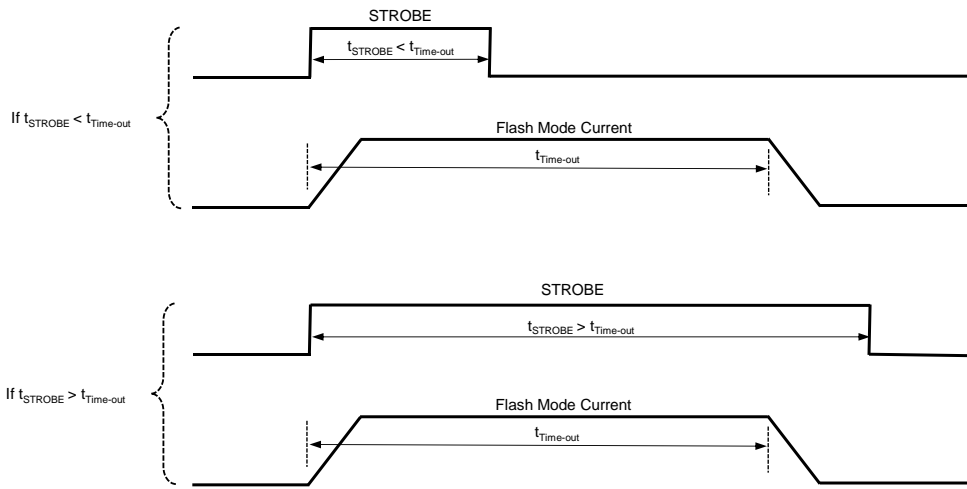 STROBE
tSTROBE < tTime-out
If tSTROBE < tTime-out
Flash Mode Current
tTime-out
STROBE
tSTROBE > tTime-out
If tSTROBE > tTime-out
Flash Mode Current
tTime-out